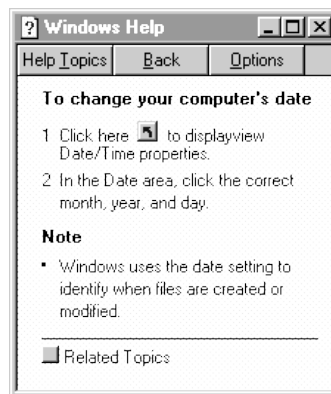 Windows Help
Help Topics Back Options
To change your computer's date
1 Click here to displayview
Date/Time properties.
2 In the Date area, click the correct
month, year, and day.
Note
• Windows uses the date setting to
identify when files are created or
modified.
Related Topics